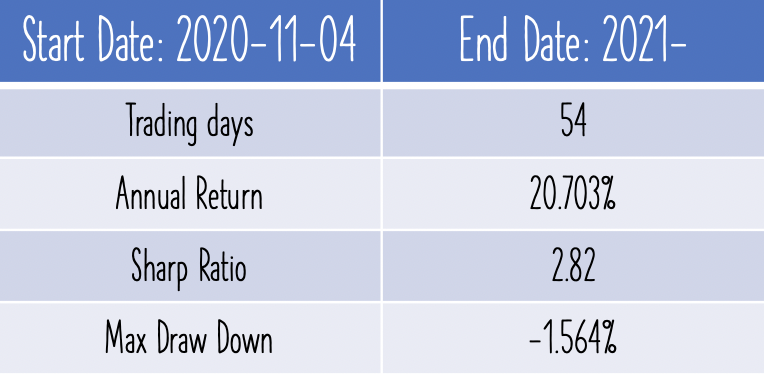 Start Date: 2020-11-04 End Date: 2021-
Trading days 54
Annual Return 20.703%
Sharp Ratio 2.82
Max Draw Down -1.564%